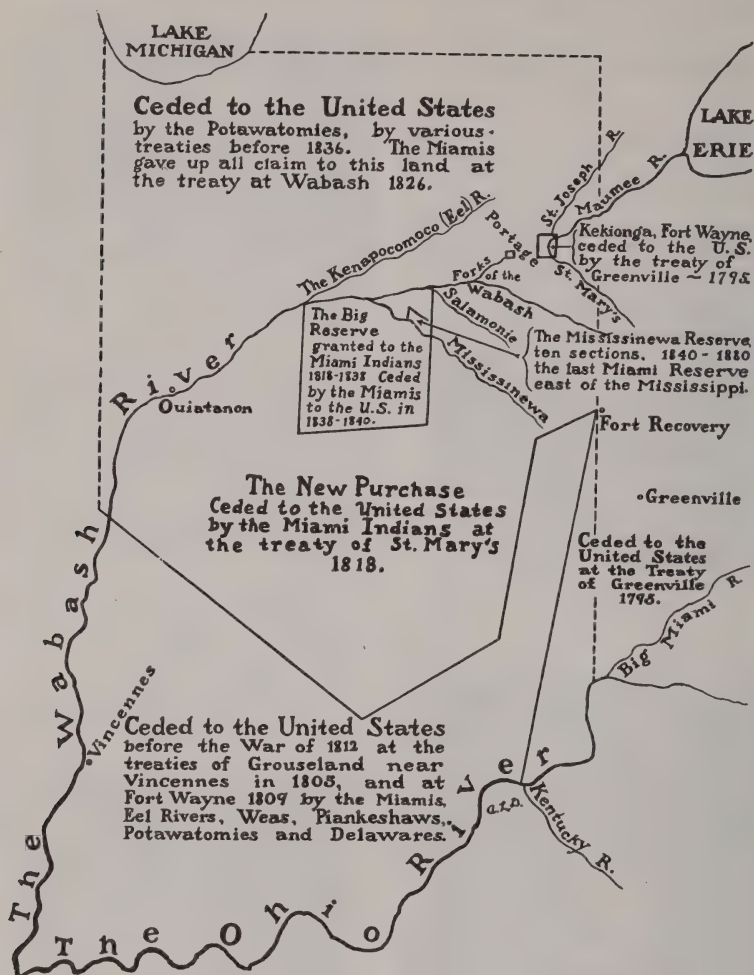 LAKE
MICHIGAN
Ceded to the United States
by the Potawatomies, by various
treaties before 1836. The Miamis
gave up all claim to this land at
the treaty at Wabash 1826.
LAKE
ERIE
St. Joseph R.
Maumee R.
Kekionga, Fort Wayne,
ceded to the U.S.
by the treaty of
Greenville ~ 1795
St. Mary's
Portage
The Kenapocomoco (Eel) R.
Forks
of the
Wabash
Salamonie
Mississinewa
The Big
Reserve
granted to the
Miami Indians
1818-1838 Ceded
by the Miamis
to the U.S. in
1838-1840.
The Mississinewa Reserve,
ten sections, 1840-1880
the last Miami Reserve
east of the Mississippi.
Ouiatanon
Fort Recovery
Greenville
The New Purchase
Ceded to the United States
by the Miami Indians at
the treaty of St. Mary's
1818.
Ceded to the
United States
at the Treaty
of Greenville
1795.
Big Miami R.
The Wabash River
Vincennes
Ceded to the United States
before the War of 1812 at the
treaties of Grouseland near
Vincennes in 1805, and at
Fort Wayne 1809 by the Miamis,
Eel Rivers, Weas, Piankeshaws,
Potawatomies and Delawares.
a.L.D.
Kentucky R.
The Ohio River